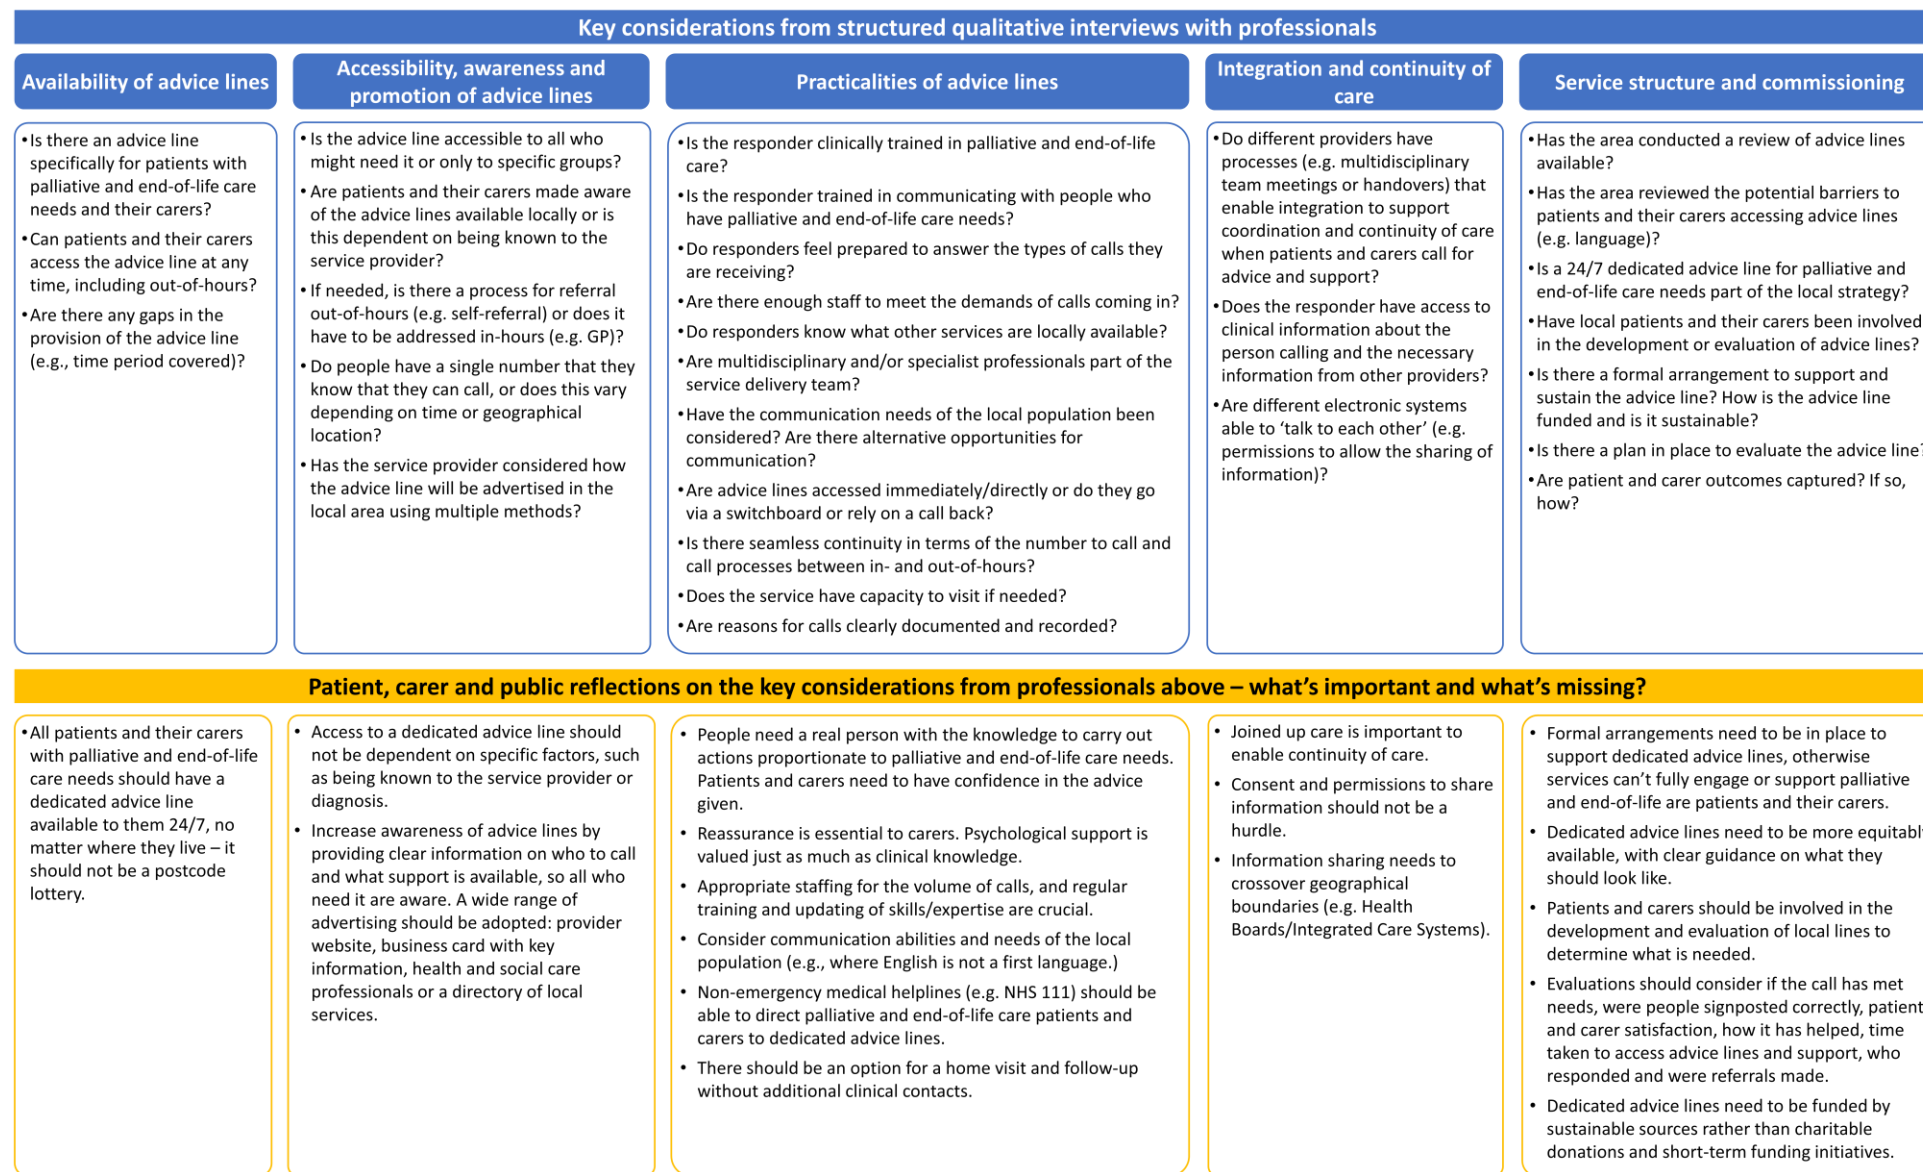 Key considerations from structured qualitative interviews with professionals
Availability of advice lines
• Is there an advice line
specifically for patients with
palliative and end-of-life care
needs and their carers?
• Can patients and their carers
access the advice line at any
time, including out-of-hours?
• Are there any gaps in the
provision of the advice line
(e.g., time period covered)?
Accessibility, awareness and
promotion of advice lines
• Is the advice line accessible to all who
might need it or only to specific groups?
• Are patients and their carers made aware
of the advice lines available locally or is
this dependent on being known to the
service provider?
• If needed, is there a process for referral
out-of-hours (e.g. self-referral) or does it
have to be addressed in-hours (e.g. GP)?
• Do people have a single number that they
know that they can call, or does this vary
depending on time or geographical
location?
• Has the service provider considered how
the advice line will be advertised in the
local area using multiple methods?
Practicalities of advice lines
• Is the responder clinically trained in palliative and end-of-life
care?
• Is the responder trained in communicating with people who
have palliative and end-of-life care needs?
• Do responders feel prepared to answer the types of calls they
are receiving?
• Are there enough staff to meet the demands of calls coming in?
• Do responders know what other services are locally available?
• Are multidisciplinary and/or specialist professionals part of the
service delivery team?
• Have the communication needs of the local population been
considered? Are there alternative opportunities for
communication?
• Are advice lines accessed immediately/directly or do they go
via a switchboard or rely on a call back?
• Is there seamless continuity in terms of the number to call and
call processes between in- and out-of-hours?
• Does the service have capacity to visit if needed?
• Are reasons for calls clearly documented and recorded?
Integration and continuity of
care
• Do different providers have
processes (e.g. multidisciplinary
team meetings or handovers) that
enable integration to support
coordination and continuity of care
when patients and carers call for
advice and support?
• Does the responder have access to
clinical information about the
person calling and the necessary
information from other providers?
• Are different electronic systems
able to ‘talk to each other’ (e.g.
permissions to allow the sharing of
information)?
Service structure and commissioning
• Has the area conducted a review of advice lines
available?
• Has the area reviewed the potential barriers to
patients and their carers accessing advice lines
(e.g. language)?
• Is a 24/7 dedicated advice line for palliative and
end-of-life care needs part of the local strategy?
• Have local patients and their carers been involved
in the development or evaluation of advice lines?
• Is there a formal arrangement to support and
sustain the advice line? How is the advice line
funded and is it sustainable?
• Is there a plan in place to evaluate the advice line?
• Are patient and carer outcomes captured? If so,
how?
Patient, carer and public reflections on the key considerations from professionals above – what’s important and what’s missing?
• All patients and their carers
with palliative and end-of-life
care needs should have a
dedicated advice line
available to them 24/7, no
matter where they live – it
should not be a postcode
lottery.
• Access to a dedicated advice line should
not be dependent on specific factors, such
as being known to the service provider or
diagnosis.
• Increase awareness of advice lines by
providing clear information on who to call
and what support is available, so all who
need it are aware. A wide range of
advertising should be adopted: provider
website, business card with key
information, health and social care
professionals or a directory of local
services.
• People need a real person with the knowledge to carry out
actions proportionate to palliative and end-of-life care needs.
Patients and carers need to have confidence in the advice
given.
• Reassurance is essential to carers. Psychological support is
valued just as much as clinical knowledge.
• Appropriate staffing for the volume of calls, and regular
training and updating of skills/expertise are crucial.
• Consider communication abilities and needs of the local
population (e.g., where English is not a first language.)
• Non-emergency medical helplines (e.g. NHS 111) should be
able to direct palliative and end-of-life care patients and
carers to dedicated advice lines.
• There should be an option for a home visit and follow-up
without additional clinical contacts.
• Joined up care is important to
enable continuity of care.
• Consent and permissions to share
information should not be a
hurdle.
• Information sharing needs to
crossover geographical
boundaries (e.g. Health
Boards/Integrated Care Systems).
• Formal arrangements need to be in place to
support dedicated advice lines, otherwise
services can’t fully engage or support palliative
and end-of-life are patients and their carers.
• Dedicated advice lines need to be more equitably
available, with clear guidance on what they
should look like.
• Patients and carers should be involved in the
development and evaluation of local lines to
determine what is needed.
• Evaluations should consider if the call has met
needs, were people signposted correctly, patient
and carer satisfaction, how it has helped, time
taken to access advice lines and support, who
responded and were referrals made.
• Dedicated advice lines need to be funded by
sustainable sources rather than charitable
donations and short-term funding initiatives.